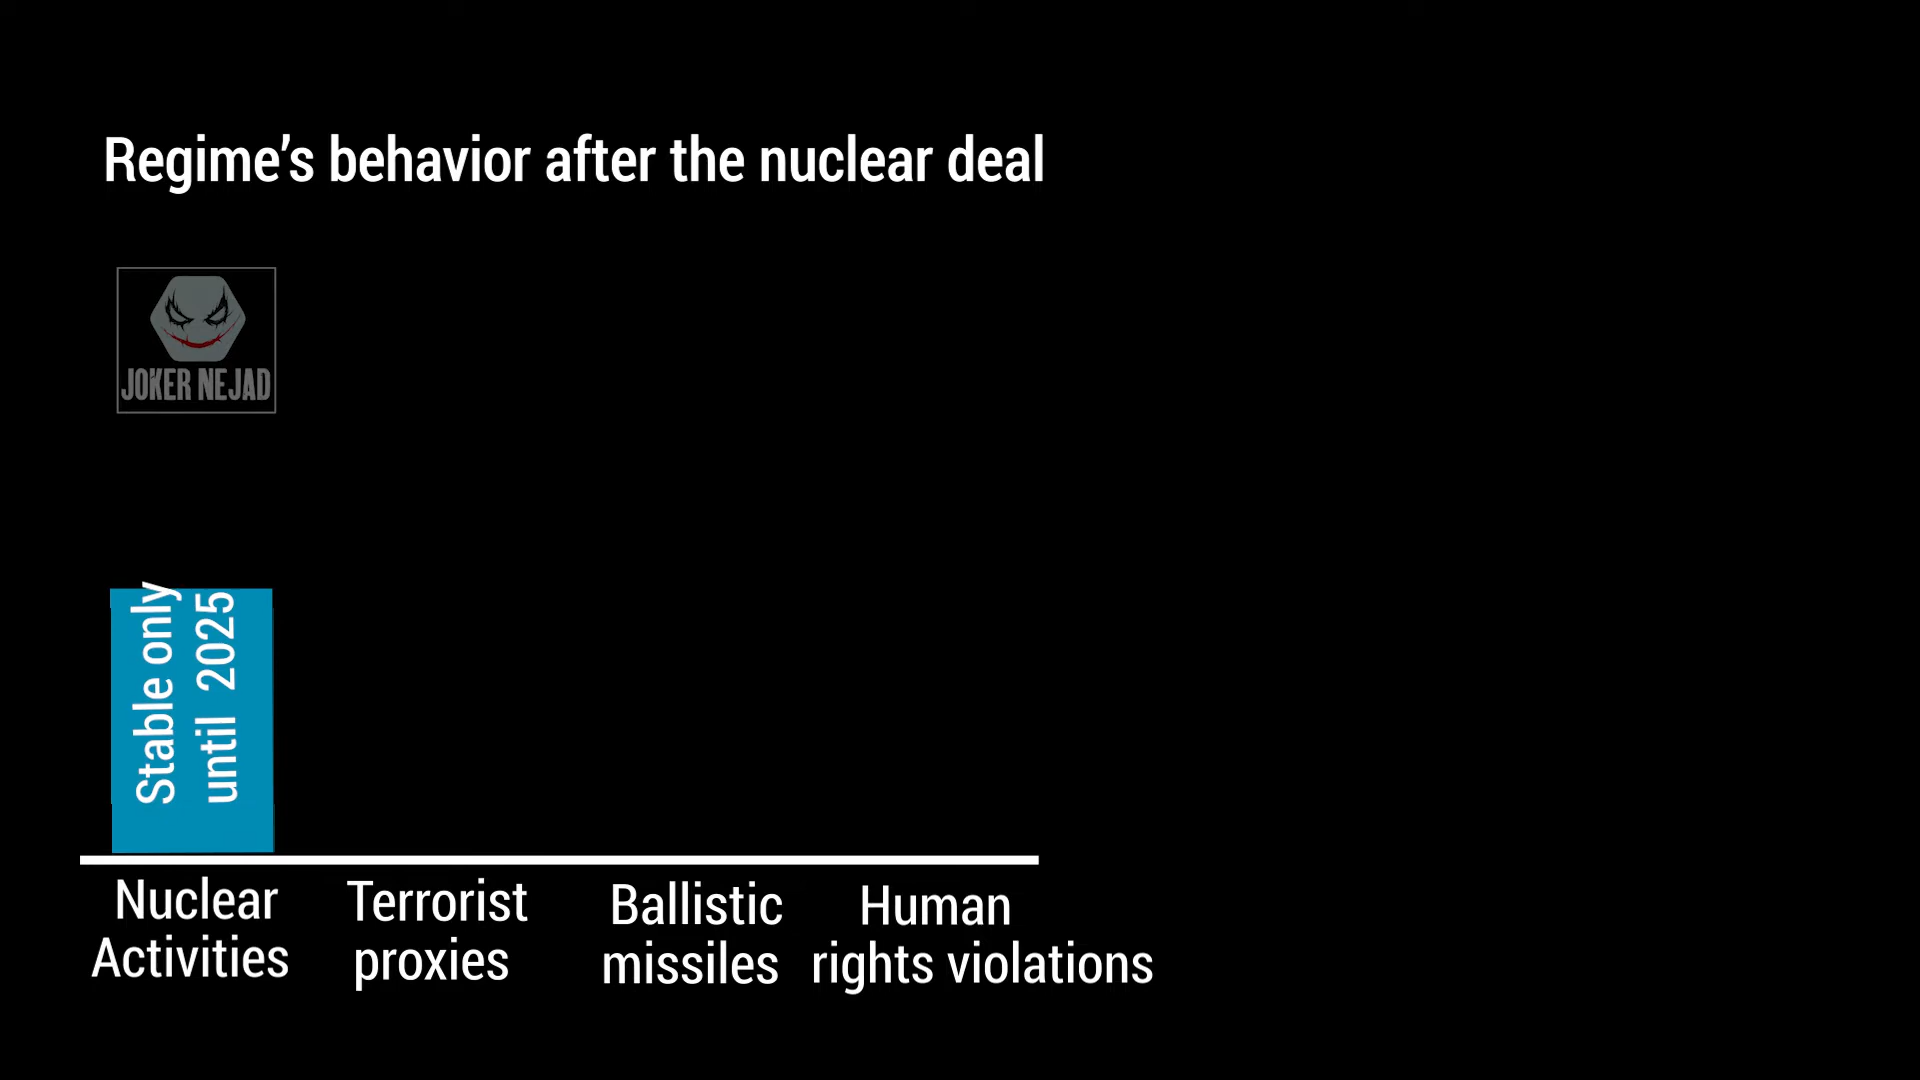 Regime’s behavior after the nuclear deal
JOKER NEJAD
Stable only
until 2025
Nuclear
Activities
Terrorist
proxies
Ballistic
missiles
Human
rights violations